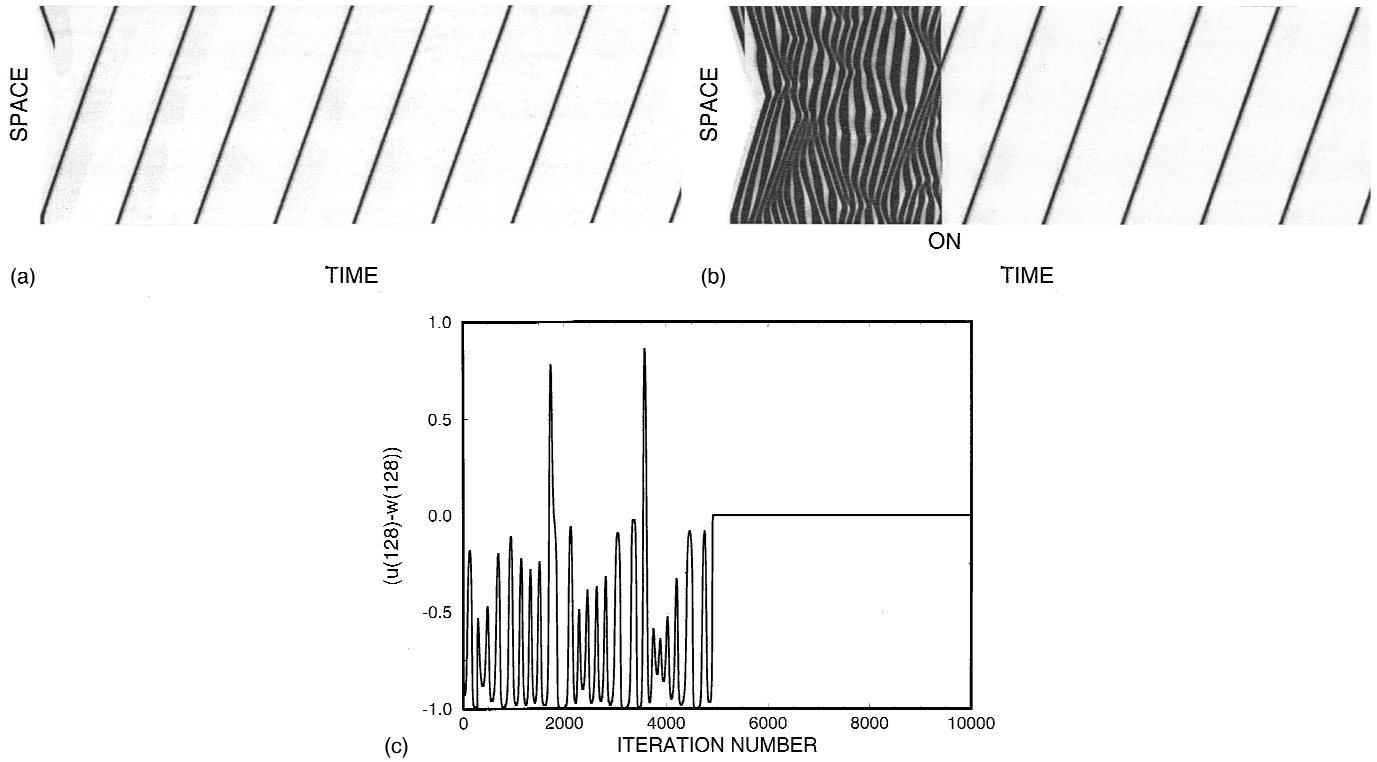 SPACE
SPACE
ON
(a)
TIME
(b)
TIME
1.0
0.5
0.0
-0.5
-1.0
(u(128)-w(128))
0
2000
4000
6000
8000
10000
(c)
ITERATION NUMBER